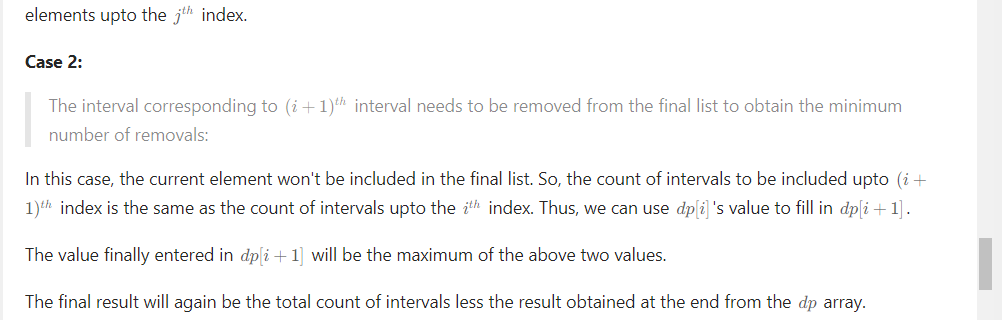 elements upto the jth index.
Case 2:
The interval corresponding to (i + 1)th interval needs to be removed from the final list to obtain the minimum
number of removals:
In this case, the current element won't be included in the final list. So, the count of intervals to be included upto (i +
1)th index is the same as the count of intervals upto the ith index. Thus, we can use dp[i]'s value to fill in dp[i + 1].
The value finally entered in dp[i + 1] will be the maximum of the above two values.
The final result will again be the total count of intervals less the result obtained at the end from the dp array.